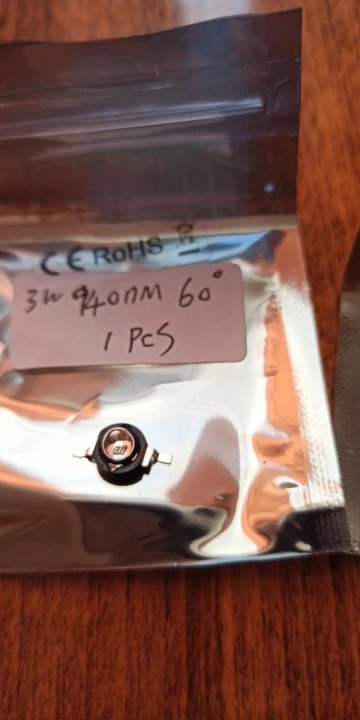 CE RoHS
3W 940nM 60°
1 PCS